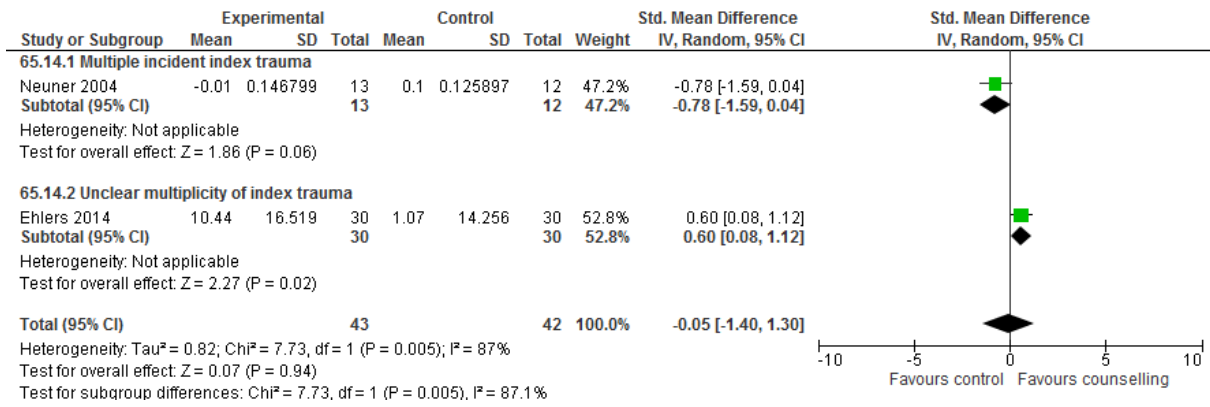 Experimental Control Std. Mean Difference Std. Mean Difference
Study or Subgroup Mean SD Total Mean SD Total Weight IV, Random, 95% CI IV, Random, 95% CI
65.14.1 Multiple incident index trauma
Neuner 2004 -0.01 0.146799 13 0.1 0.125897 12 47.2% -0.78 [-1.59, 0.04]
Subtotal (95% CI) 13 12 47.2% -0.78 [-1.59, 0.04]
Heterogeneity: Not applicable
Test for overall effect: Z = 1.86 (P = 0.06)
65.14.2 Unclear multiplicity of index trauma
Ehlers 2014 10.44 16.519 30 1.07 14.256 30 52.8% 0.60 [0.08, 1.12]
Subtotal (95% CI) 30 30 52.8% 0.60 [0.08, 1.12]
Heterogeneity: Not applicable
Test for overall effect: Z = 2.27 (P = 0.02)
Total (95% CI) 43 42 100.0% -0.05 [-1.40, 1.30]
Heterogeneity: Tau² = 0.82; Chi² = 7.73, df = 1 (P = 0.005); I² = 87%
Test for overall effect: Z = 0.07 (P = 0.94)
Test for subgroup differences: Chi² = 7.73, df = 1 (P = 0.005), I² = 87.1%
-10 -5 0 5 10
Favours control Favours counselling